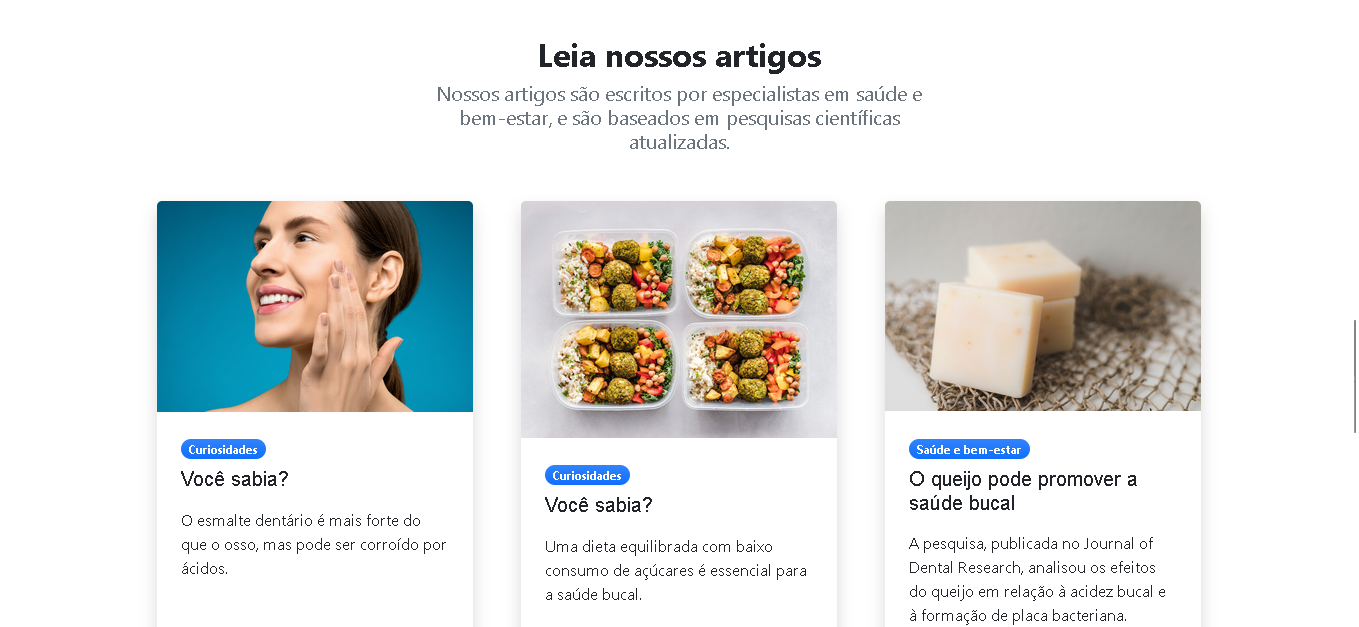 Leia nossos artigos
Nossos artigos são escritos por especialistas em saúde e
bem-estar, e são baseados em pesquisas científicas
atualizadas.
Curiosidades
Você sabia?
O esmalte dentário é mais forte do
que o osso, mas pode ser corroído por
ácidos.
Curiosidades
Você sabia?
Uma dieta equilibrada com baixo
consumo de açúcares é essencial para
a saúde bucal.
Saúde e bem-estar
O queijo pode promover a
saúde bucal
A pesquisa, publicada no Journal of
Dental Research, analisou os efeitos
do queijo em relação à acidez bucal e
à formação de placa bacteriana.